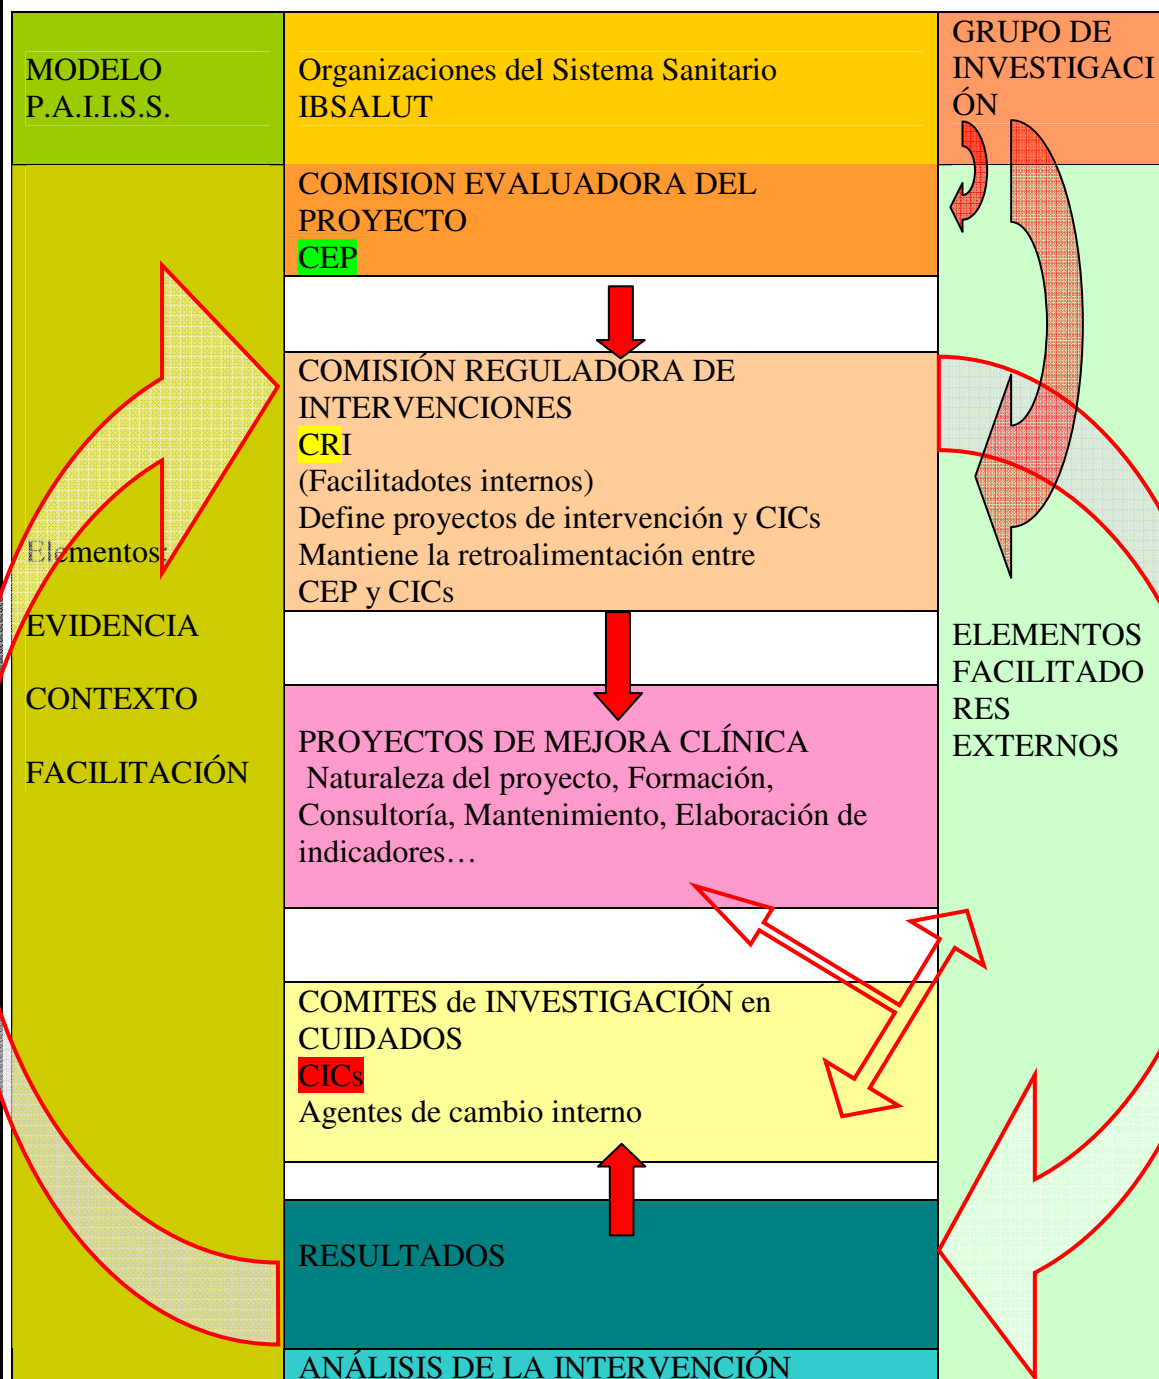 MODELO
P.A.I.I.S.S.
Organizaciones del Sistema Sanitario
IBSALUT
GRUPO DE
INVESTIGACI
ÓN
COMISION EVALUADORA DEL
PROYECTO
CEP
COMISIÓN REGULADORA DE
INTERVENCIONES
CRI
(Facilitadotes internos)
Define proyectos de intervención y CICs
Mantiene la retroalimentación entre
CEP y CICs
Elementos:
EVIDENCIA
CONTEXTO
FACILITACIÓN
ELEMENTOS
FACILITADO
RES
EXTERNOS
PROYECTOS DE MEJORA CLÍNICA
Naturaleza del proyecto, Formación,
Consultoría, Mantenimiento, Elaboración de
indicadores…
COMITES de INVESTIGACIÓN en
CUIDADOS
CICs
Agentes de cambio interno
RESULTADOS
ANÁLISIS DE LA INTERVENCIÓN